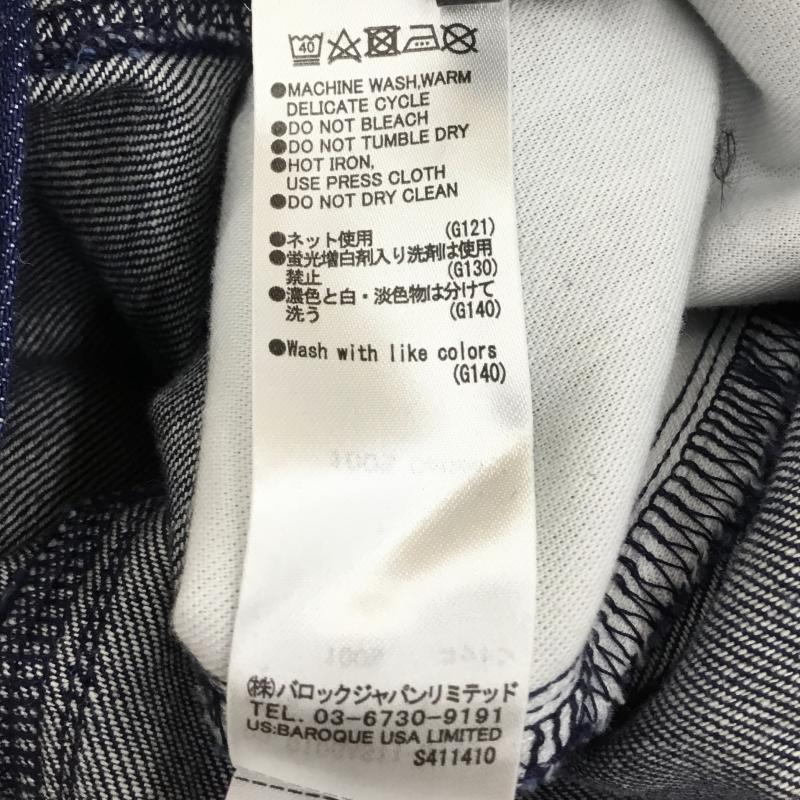 40
●MACHINE WASH,WARM
DELICATE CYCLE
●DO NOT BLEACH
●DO NOT TUMBLE DRY
●HOT IRON,
USE PRESS CLOTH
●DO NOT DRY CLEAN
●ネット使用 (G121)
●蛍光増白剤入り洗剤は使用
禁止 (G130)
●濃色と白・淡色物は分けて
洗う (G140)
●Wash with like colors
(G140)
㈱バロックジャパンリミテッド
TEL. 03-6730-9191
US:BAROQUE USA LIMITED
S411410